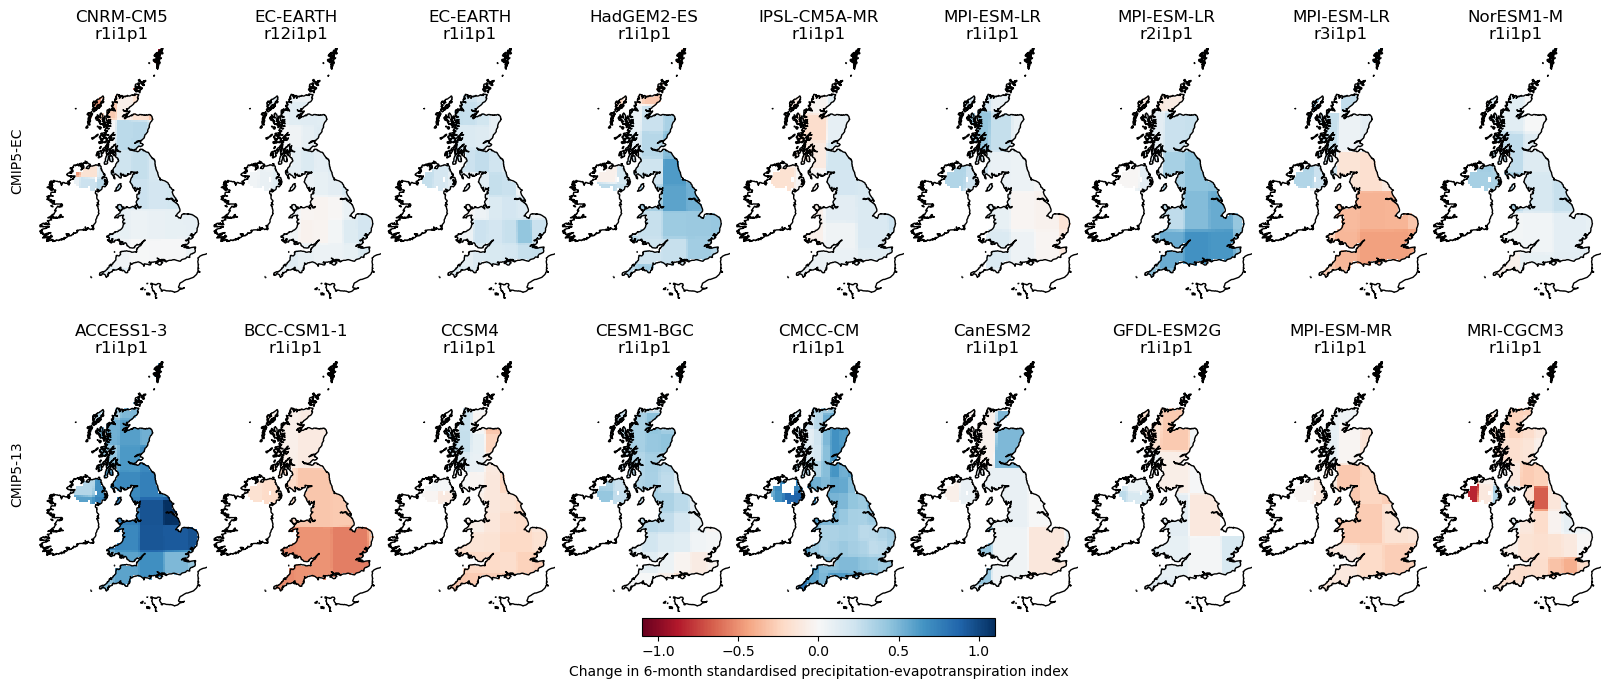 CNRM-CM5 EC-EARTH EC-EARTH HadGEM2-ES IPSL-CM5A-MR MPI-ESM-LR MPI-ESM-LR MPI-ESM-LR NorESM1-M
r1i1p1 r12i1p1 r1i1p1 r1i1p1 r1i1p1 r1i1p1 r2i1p1 r3i1p1 r1i1p1
CMIP5-EC
ACCESS1-3 BCC-CSM1-1 CCSM4 CESM1-BGC CMCC-CM CanESM2 GFDL-ESM2G MPI-ESM-MR MRI-CGCM3
r1i1p1 r1i1p1 r1i1p1 r1i1p1 r1i1p1 r1i1p1 r1i1p1 r1i1p1 r1i1p1
CMIP5-13
−1.0 −0.5 0.0 0.5 1.0
Change in 6-month standardised precipitation-evapotranspiration index